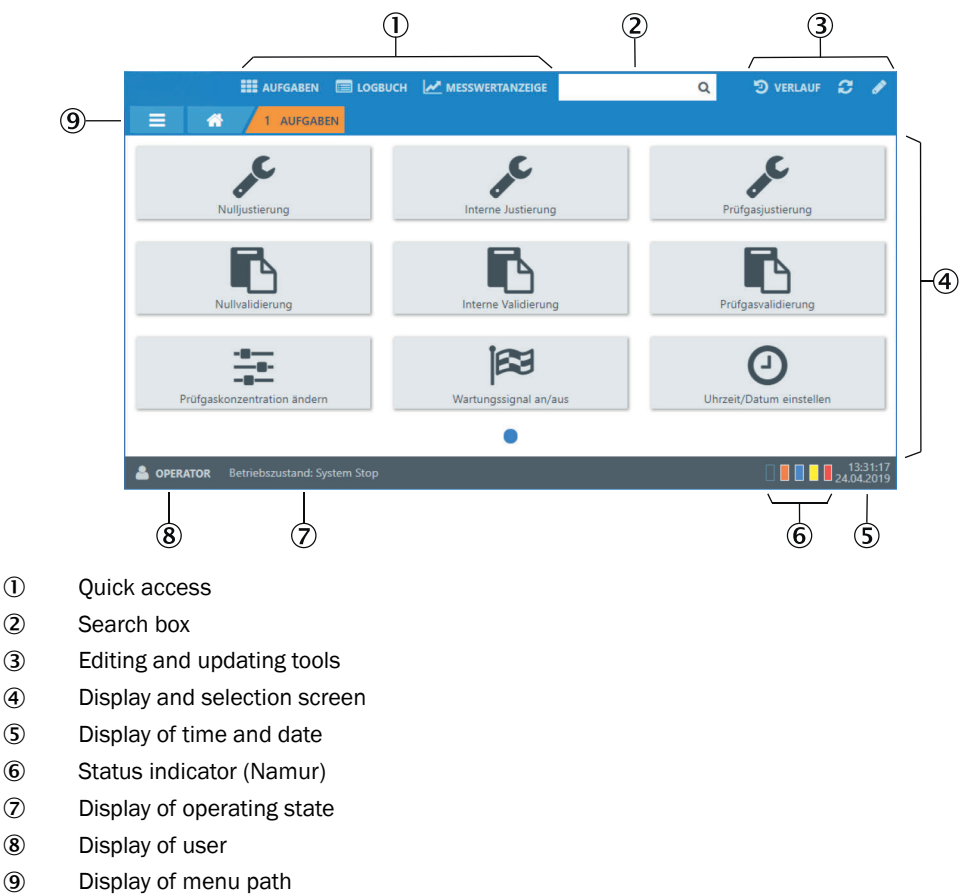 ① ② ③
AUFGABEN LOGBUCH MESSWERTANZEIGE VERLAUF
⑨ 1 AUFGABEN
Nulljustierung Interne Justierung Prüfgasjustierung
④
Nullvalidierung Interne Validierung Prüfgasvalidierung
Prüfgaskonzentration ändern Wartungssignal an/aus Uhrzeit/Datum einstellen
OPERATOR Betriebszustand: System Stop 13:31:17
24.04.2019
⑧ ⑦ ⑥ ⑤
① Quick access
② Search box
③ Editing and updating tools
④ Display and selection screen
⑤ Display of time and date
⑥ Status indicator (Namur)
⑦ Display of operating state
⑧ Display of user
⑨ Display of menu path